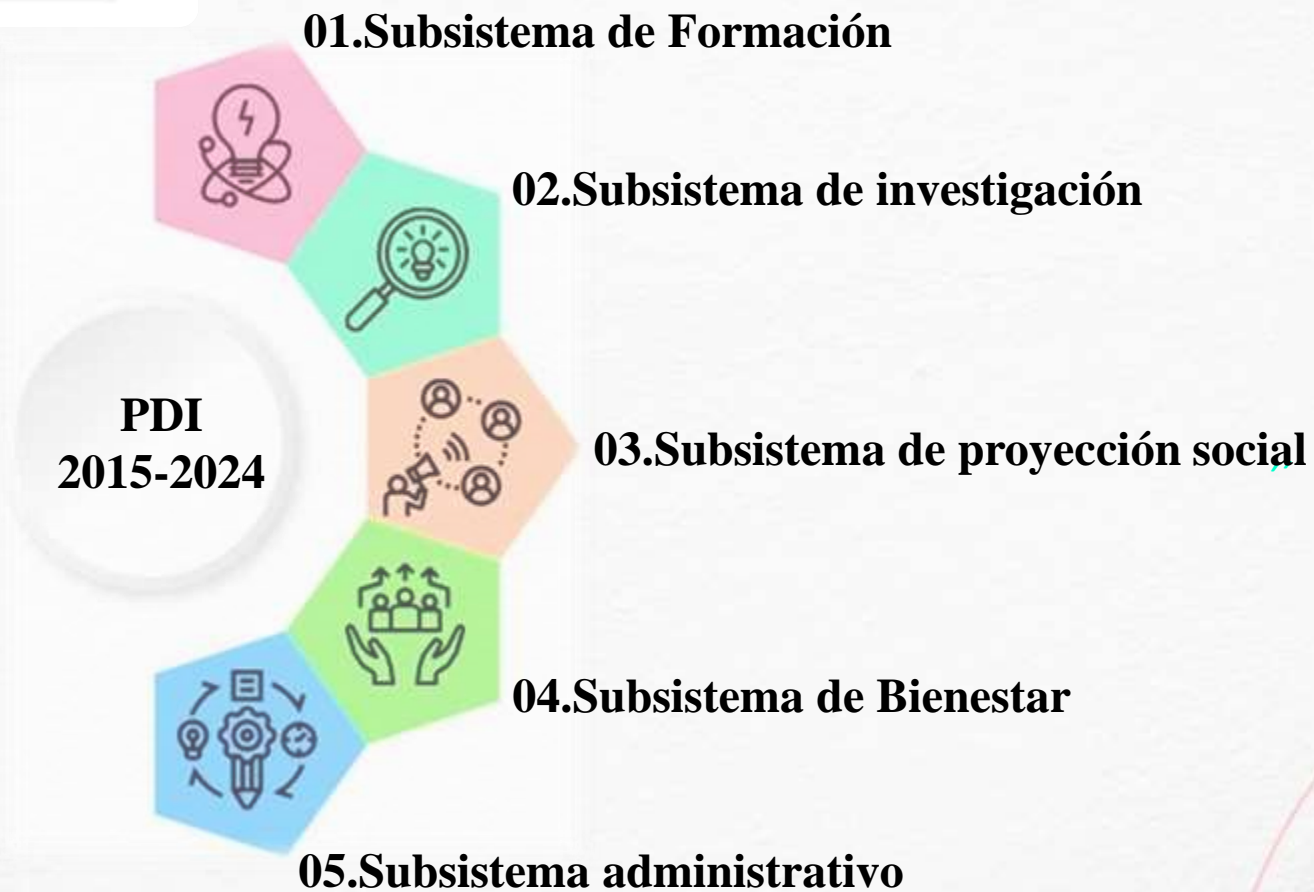 01.Subsistema de Formación
02.Subsistema de investigación
PDI
2015-2024
03.Subsistema de proyección social
04.Subsistema de Bienestar
05.Subsistema administrativo